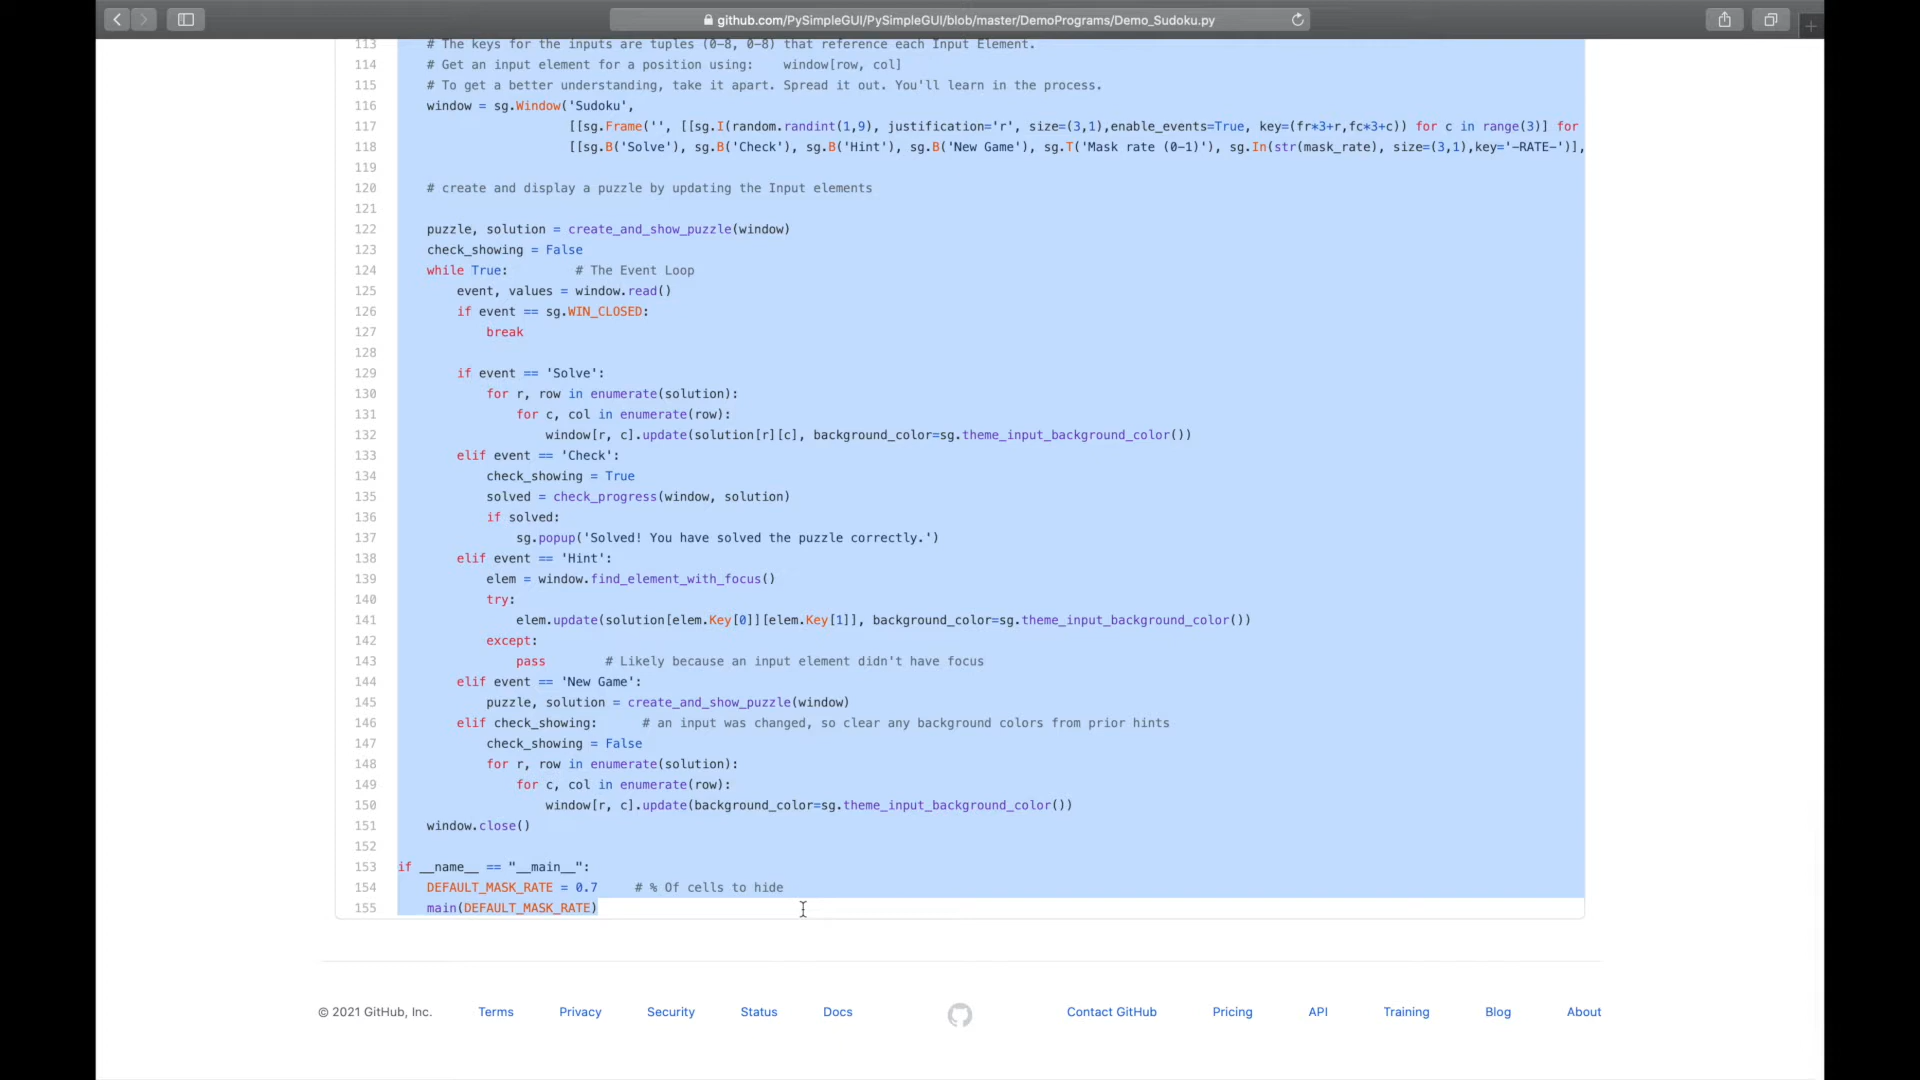 github.com/PySimpleGUI/PySimpleGUI/blob/master/DemoPrograms/Demo_Sudoku.py
113 # The keys for the inputs are tuples (0-8, 0-8) that reference each Input Element.
114 # Get an input element for a position using:    window[row, col]
115 # To get a better understanding, take it apart. Spread it out. You'll learn in the process.
116 window = sg.Window('Sudoku',
117 [[sg.Frame('', [[sg.I(random.randint(1,9), justification='r', size=(3,1),enable_events=True, key=(fr*3+r,fc*3+c)) for c in range(3)] for
118 [[sg.B('Solve'), sg.B('Check'), sg.B('Hint'), sg.B('New Game'), sg.T('Mask rate (0-1)'), sg.In(str(mask_rate), size=(3,1),key='-RATE-')],
119
120 # create and display a puzzle by updating the Input elements
121
122 puzzle, solution = create_and_show_puzzle(window)
123 check_showing = False
124 while True:         # The Event Loop
125 event, values = window.read()
126 if event == sg.WIN_CLOSED:
127 break
128
129 if event == 'Solve':
130 for r, row in enumerate(solution):
131 for c, col in enumerate(row):
132 window[r, c].update(solution[r][c], background_color=sg.theme_input_background_color())
133 elif event == 'Check':
134 check_showing = True
135 solved = check_progress(window, solution)
136 if solved:
137 sg.popup('Solved! You have solved the puzzle correctly.')
138 elif event == 'Hint':
139 elem = window.find_element_with_focus()
140 try:
141 elem.update(solution[elem.Key[0]][elem.Key[1]], background_color=sg.theme_input_background_color())
142 except:
143 pass        # Likely because an input element didn't have focus
144 elif event == 'New Game':
145 puzzle, solution = create_and_show_puzzle(window)
146 elif check_showing:      # an input was changed, so clear any background colors from prior hints
147 check_showing = False
148 for r, row in enumerate(solution):
149 for c, col in enumerate(row):
150 window[r, c].update(background_color=sg.theme_input_background_color())
151 window.close()
152
153 if __name__ == "__main__":
154 DEFAULT_MASK_RATE = 0.7     # % Of cells to hide
155 main(DEFAULT_MASK_RATE)
© 2021 GitHub, Inc. Terms Privacy Security Status Docs Contact GitHub Pricing API Training Blog About